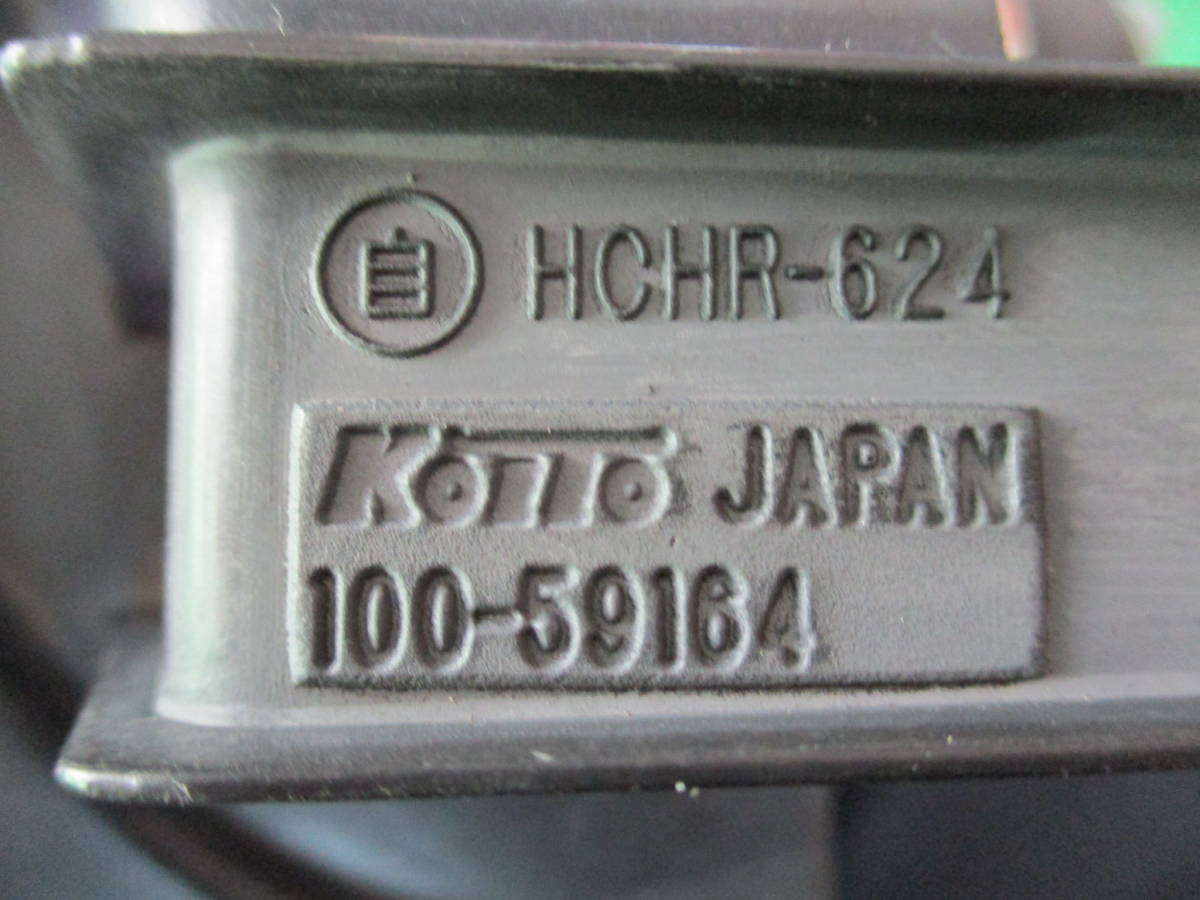 自 HCHR-624
KOITO JAPAN
100-59164